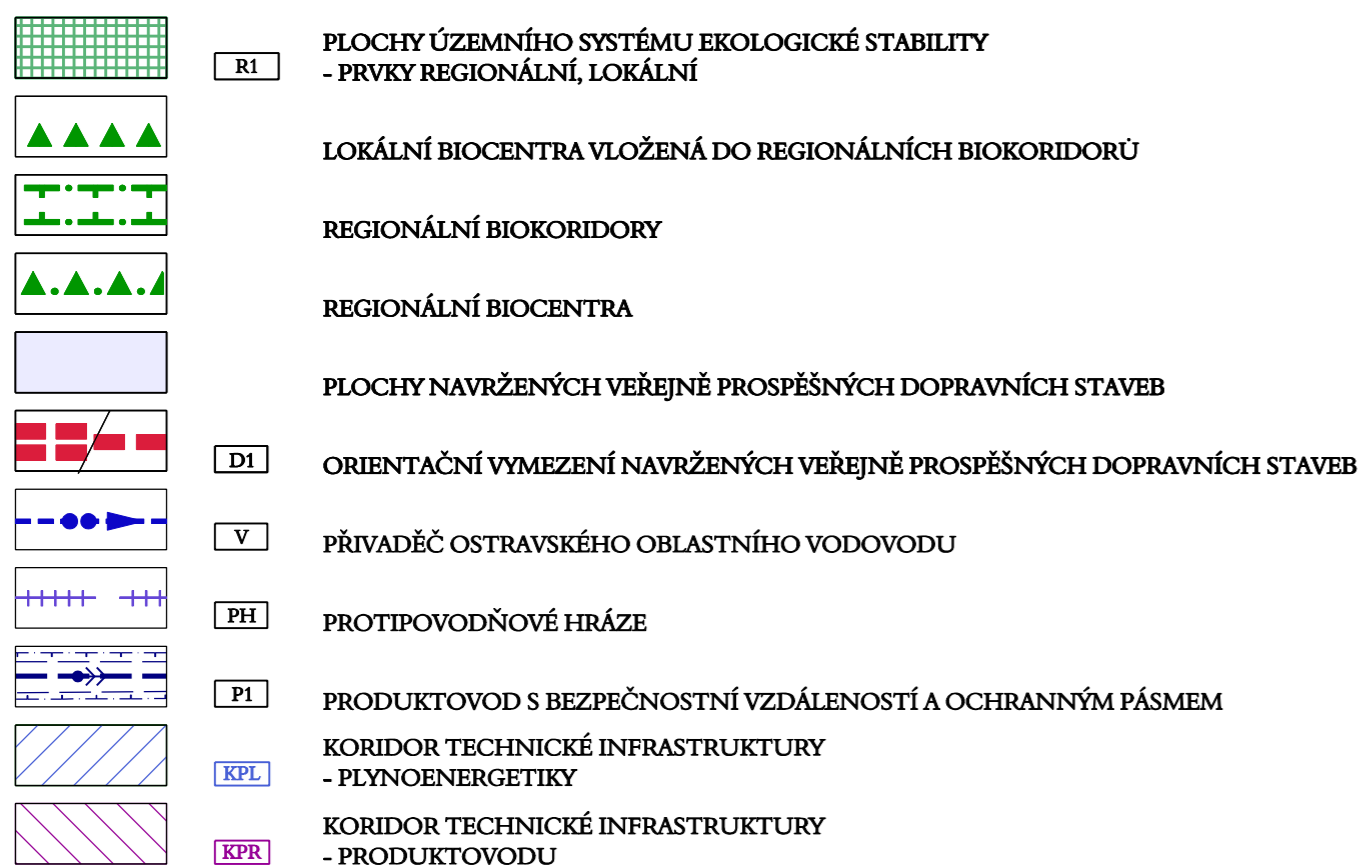 PLOCHY ÚZEMNÍHO SYSTÉMU EKOLOGICKÉ STABILITY
R1 - PRVKY REGIONÁLNÍ, LOKÁLNÍ
LOKÁLNÍ BIOCENTRA VLOŽENÁ DO REGIONÁLNÍCH BIOKORIDORŮ
REGIONÁLNÍ BIOKORIDORY
REGIONÁLNÍ BIOCENTRA
PLOCHY NAVRŽENÝCH VEŘEJNĚ PROSPĚŠNÝCH DOPRAVNÍCH STAVEB
D1 ORIENTAČNÍ VYMEZENÍ NAVRŽENÝCH VEŘEJNĚ PROSPĚŠNÝCH DOPRAVNÍCH STAVEB
V PŘIVADĚČ OSTRAVSKÉHO OBLASTNÍHO VODOVODU
PH PROTIPOVODŇOVÉ HRÁZE
P1 PRODUKTOVOD S BEZPEČNOSTNÍ VZDÁLENOSTÍ A OCHRANNÝM PÁSMEM
KORIDOR TECHNICKÉ INFRASTRUKTURY
KPL - PLYNOENERGETIKY
KORIDOR TECHNICKÉ INFRASTRUKTURY
KPR - PRODUKTOVODU